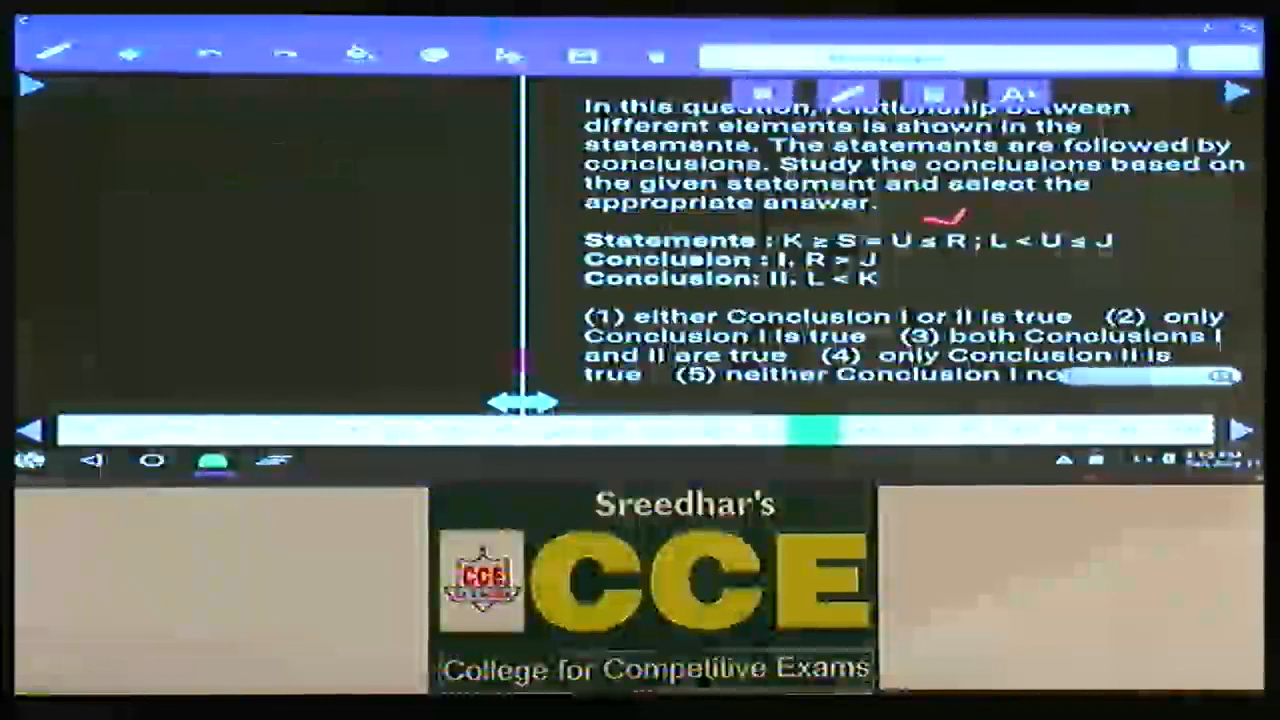 In this question, relationship between
different elements is shown in the
statements. The statements are followed by
conclusions. Study the conclusions based on
the given statement and select the
appropriate answer.
Statements : K ≥ S = U ≤ R ; L < U ≤ J
Conclusion : I. R > J
Conclusion: II. L < K
(1) either Conclusion I or II is true (2) only
Conclusion I is true (3) both Conclusions I
and II are true (4) only Conclusion II is
true (5) neither Conclusion I no
Sreedhar's
CCE
CCE
College for Competitive Exams